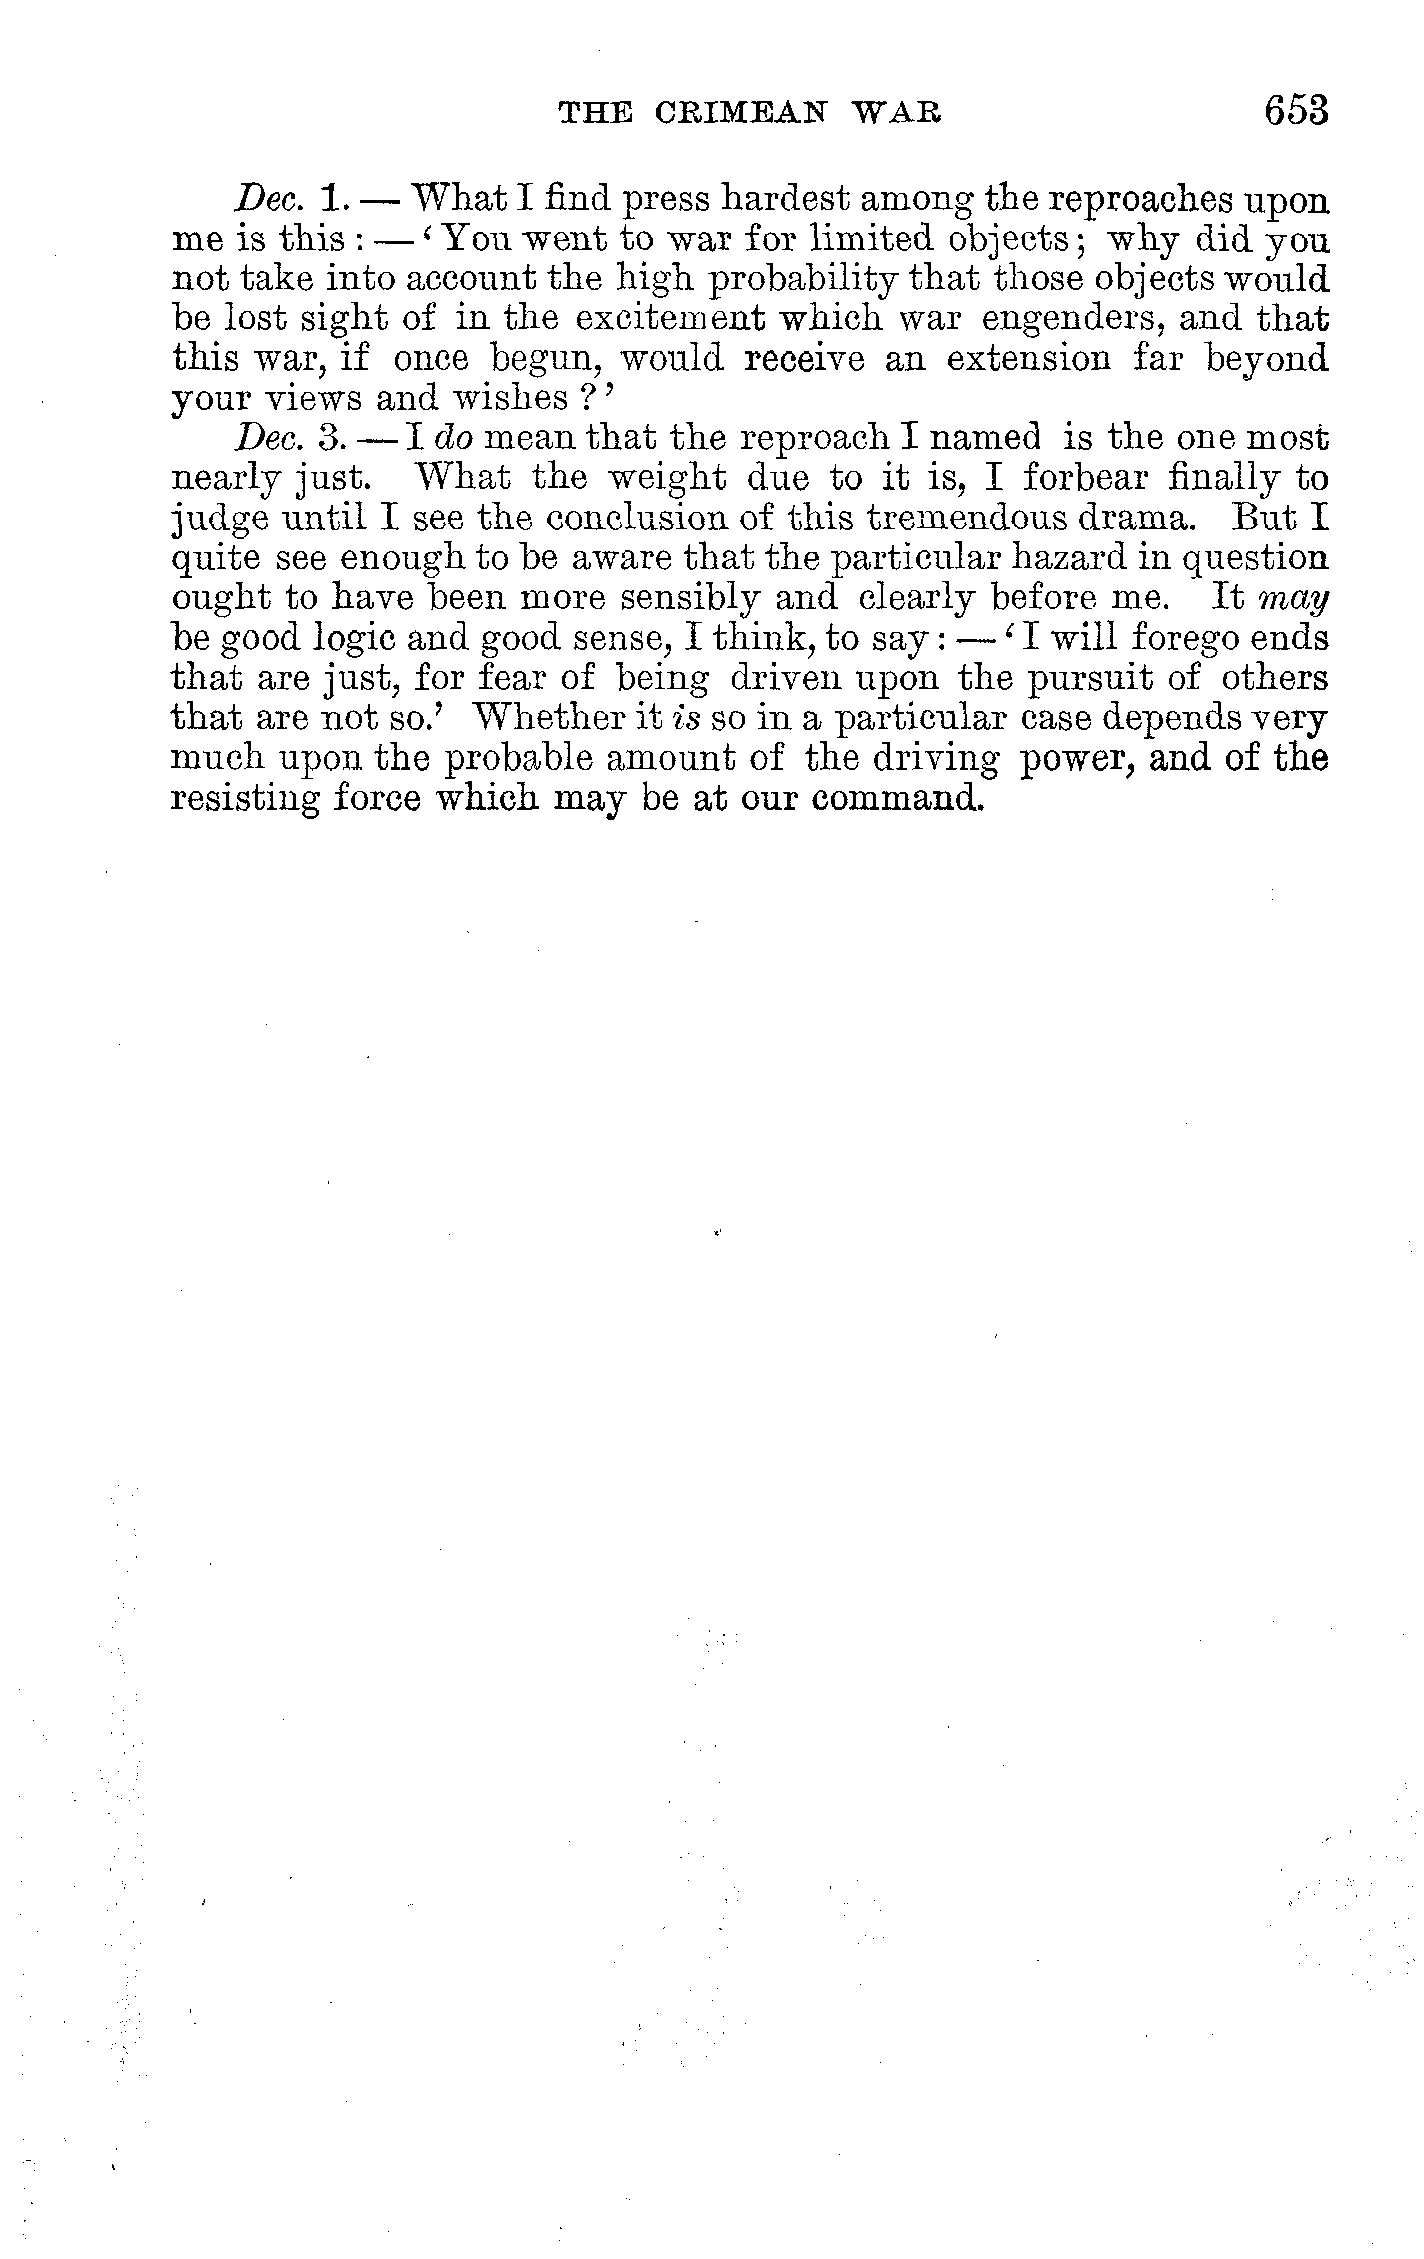 THE CRIMEAN WAR 653
Dec. 1. — What I find press hardest among the reproaches upon
me is this : — ‘ You went to war for limited objects ; why did you
not take into account the high probability that those objects would
be lost sight of in the excitement which war engenders, and that
this war, if once begun, would receive an extension far beyond
your views and wishes ? ’
Dec. 3. — I do mean that the reproach I named is the one most
nearly just. What the weight due to it is, I forbear finally to
judge until I see the conclusion of this tremendous drama. But I
quite see enough to be aware that the particular hazard in question
ought to have been more sensibly and clearly before me. It may
be good logic and good sense, I think, to say : — ‘ I will forego ends
that are just, for fear of being driven upon the pursuit of others
that are not so.’ Whether it is so in a particular case depends very
much upon the probable amount of the driving power, and of the
resisting force which may be at our command.